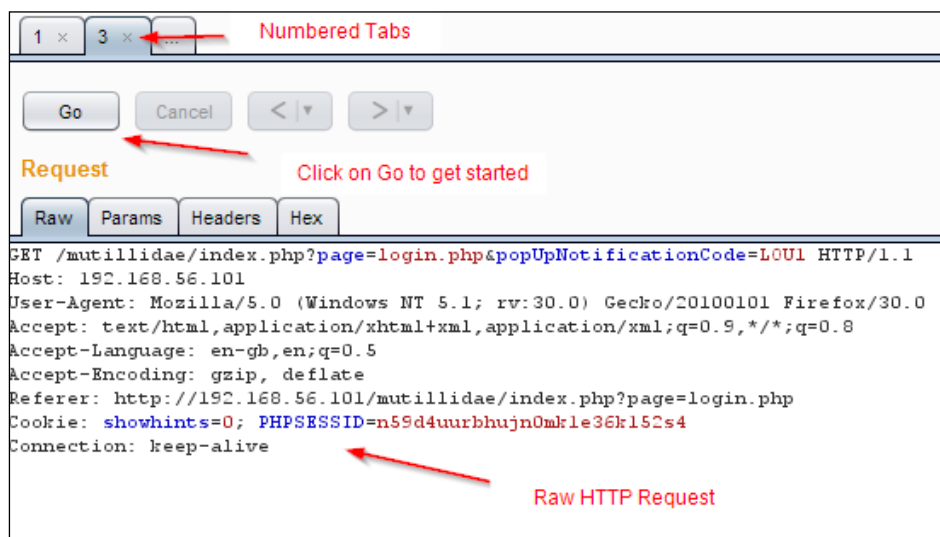 1 × 3 × ... Numbered Tabs
Go Cancel < ▼ > ▼
Click on Go to get started
Request
Raw Params Headers Hex
GET /mutillidae/index.php?page=login.php&popUpNotificationCode=LOU1 HTTP/1.1
Host: 192.168.56.101
User-Agent: Mozilla/5.0 (Windows NT 5.1; rv:30.0) Gecko/20100101 Firefox/30.0
Accept: text/html,application/xhtml+xml,application/xml;q=0.9,*/*;q=0.8
Accept-Language: en-gb,en;q=0.5
Accept-Encoding: gzip, deflate
Referer: http://192.168.56.101/mutillidae/index.php?page=login.php
Cookie: showhints=0; PHPSESSID=n59d4uurbhujn0mk1e36k152s4
Connection: keep-alive
Raw HTTP Request